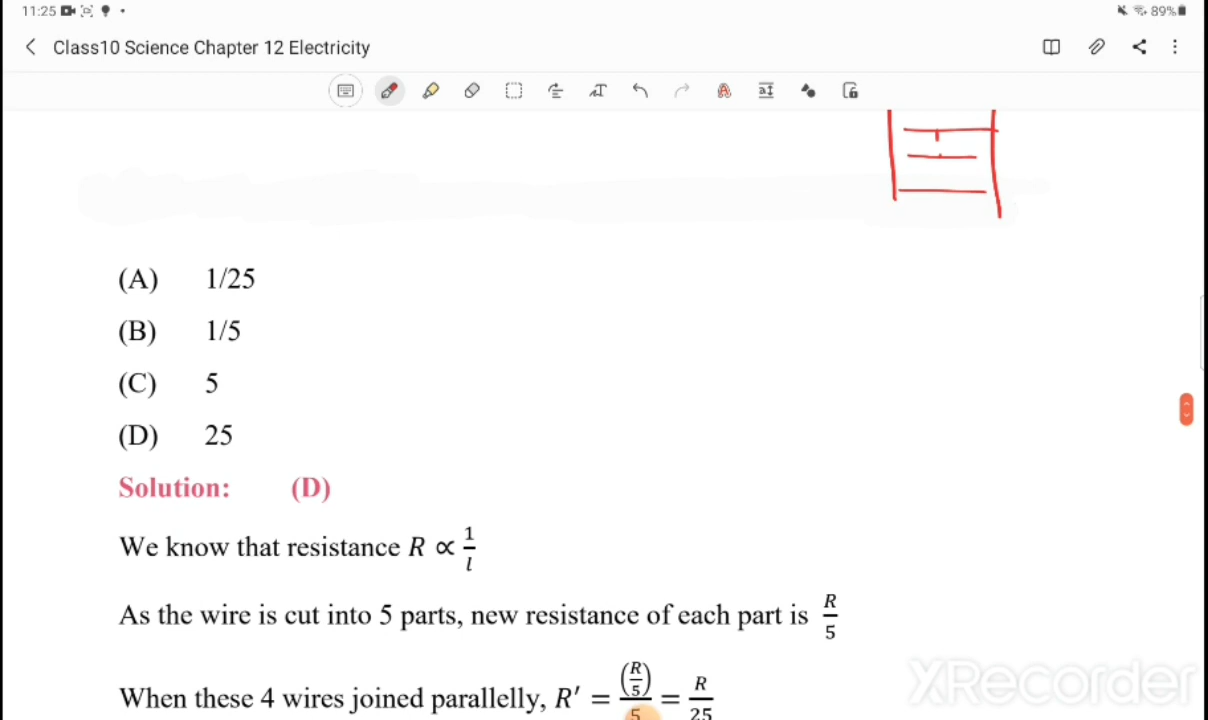 11:25 89%
Class10 Science Chapter 12 Electricity
(A) 1/25
(B) 1/5
(C) 5
(D) 25
Solution: (D)
We know that resistance R ∝ 1/l
As the wire is cut into 5 parts, new resistance of each part is R/5
When these 4 wires joined parallelly, R′ = (R/5)/5 = R/25
XRecorder